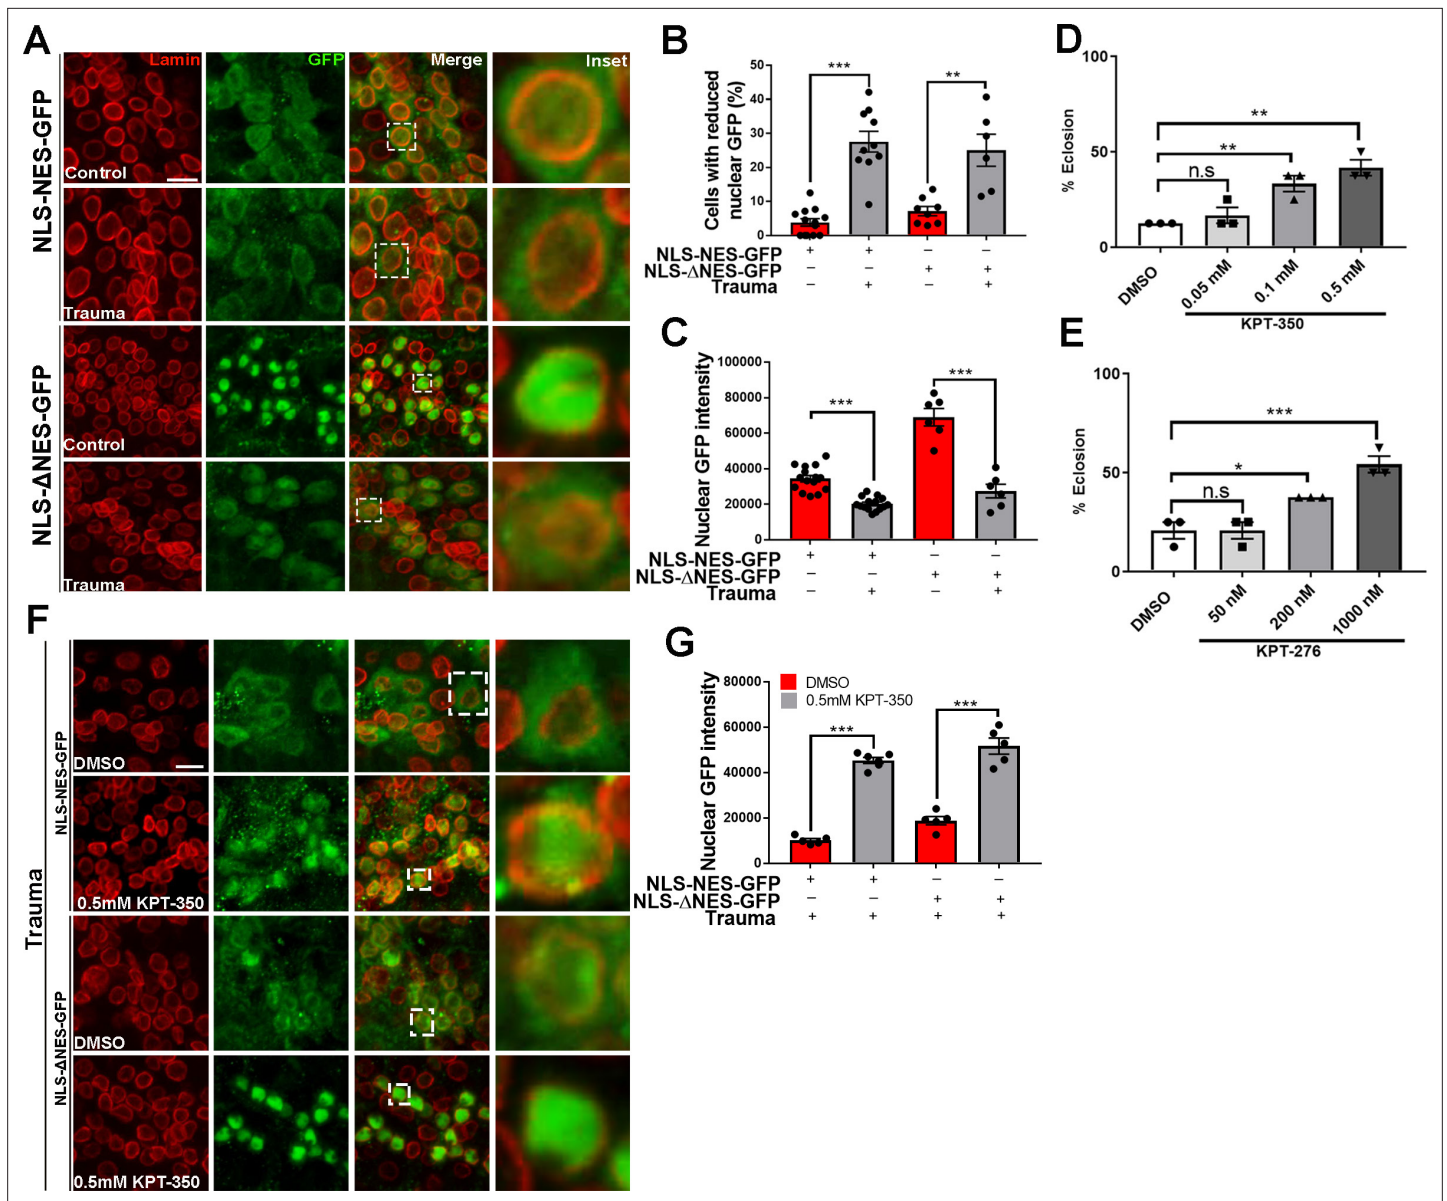 A
Lamin
GFP
Merge
Inset
NLS-NES-GFP
Control
Trauma
NLS-ΔNES-GFP
Control
Trauma
B
Cells with reduced
nuclear GFP (%)
50
40
30
20
10
0
***
**
NLS-NES-GFP + + – –
NLS-ΔNES-GFP – – + +
Trauma – + – +
C
Nuclear GFP intensity
100000
80000
60000
40000
20000
0
***
***
NLS-NES-GFP + + – –
NLS-ΔNES-GFP – – + +
Trauma – + – +
D
% Eclosion
100
50
0
n.s
**
**
DMSO
0.05 mM
0.1 mM
0.5 mM
KPT-350
E
% Eclosion
100
50
0
n.s
*
***
DMSO
50 nM
200 nM
1000 nM
KPT-276
F
Trauma
NLS-NES-GFP
DMSO
0.5mM KPT-350
NLS-ΔNES-GFP
DMSO
0.5mM KPT-350
G
Nuclear GFP intensity
80000
60000
40000
20000
0
DMSO
0.5mM KPT-350
***
***
NLS-NES-GFP + + – –
NLS-ΔNES-GFP – – + +
Trauma + + + +